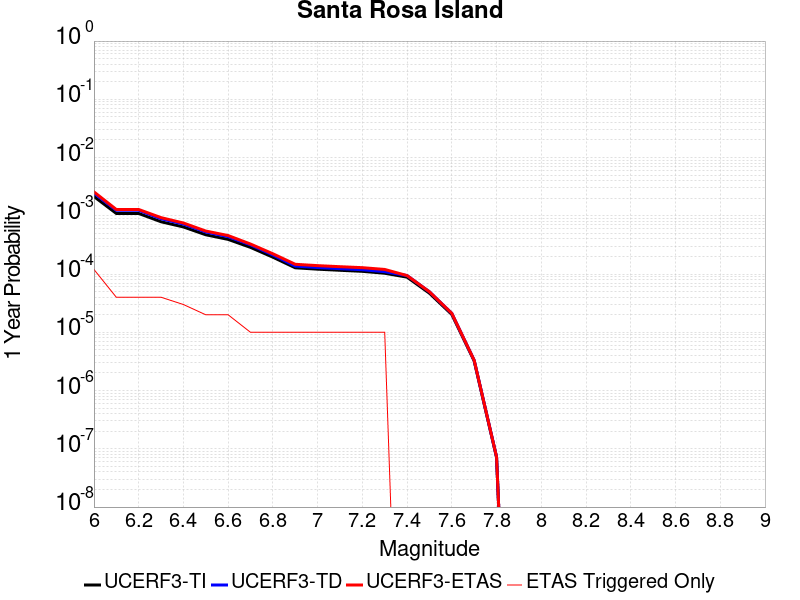 Santa Rosa Island
10^0
10^-1
10^-2
10^-3
10^-4
10^-5
10^-6
10^-7
10^-8
1 Year Probability
6 6.2 6.4 6.6 6.8 7 7.2 7.4 7.6 7.8 8 8.2 8.4 8.6 8.8 9
Magnitude
UCERF3-TI UCERF3-TD UCERF3-ETAS ETAS Triggered Only